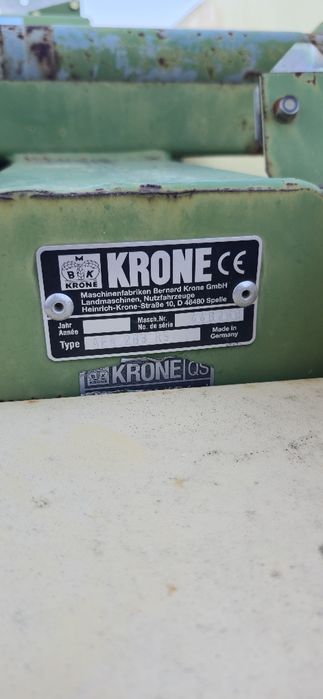 M
B K
KRONE
KRONE CE
Maschinenfabriken Bernard Krone GmbH
Landmaschinen, Nutzfahrzeuge
Heinrich-Krone-Straße 10, D 48480 Spelle
Jahr
Année
Masch.Nr.
No. de série
Type
Made in
Germany
KRONE QS